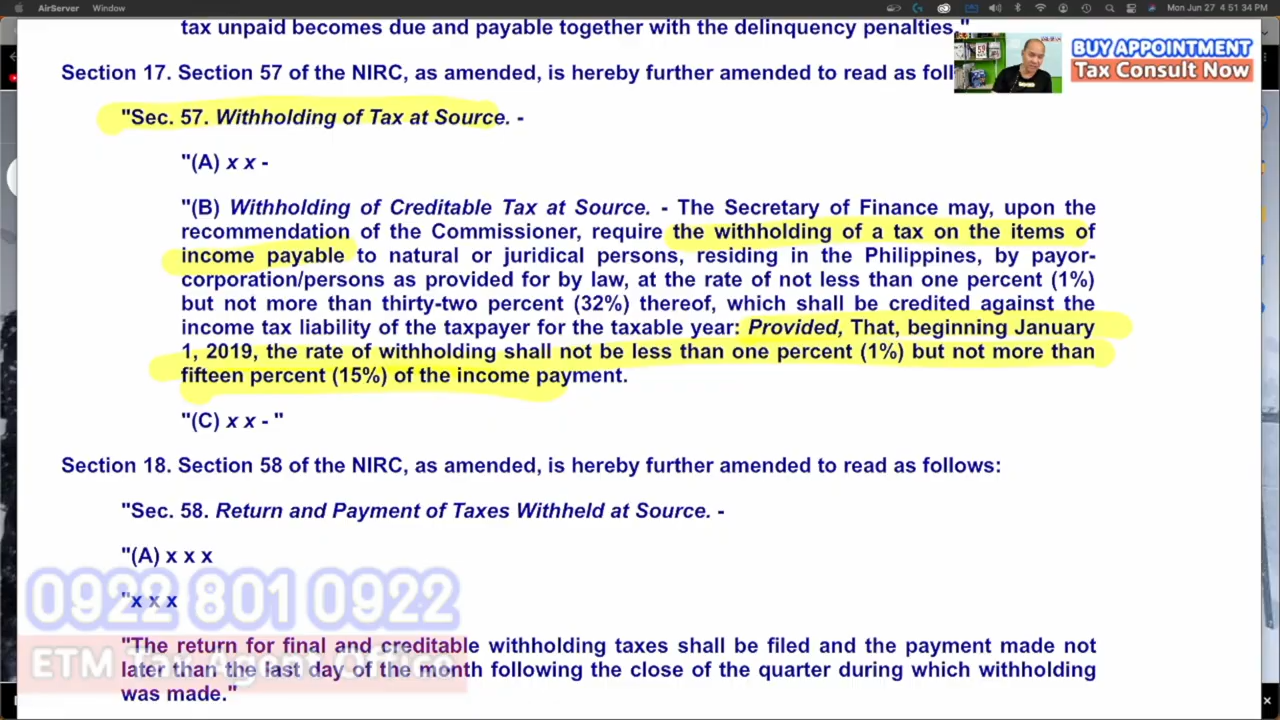 AirServer Window
Mon Jun 27 4:51:34 PM
tax unpaid becomes due and payable together with the delinquency penalties."
BUY APPOINTMENT
Tax Consult Now
Section 17. Section 57 of the NIRC, as amended, is hereby further amended to read as foll
"Sec. 57. Withholding of Tax at Source. -
"(A) x x -
"(B) Withholding of Creditable Tax at Source. - The Secretary of Finance may, upon the
recommendation of the Commissioner, require the withholding of a tax on the items of
income payable to natural or juridical persons, residing in the Philippines, by payor-
corporation/persons as provided for by law, at the rate of not less than one percent (1%)
but not more than thirty-two percent (32%) thereof, which shall be credited against the
income tax liability of the taxpayer for the taxable year: Provided, That, beginning January
1, 2019, the rate of withholding shall not be less than one percent (1%) but not more than
fifteen percent (15%) of the income payment.
"(C) x x - "
Section 18. Section 58 of the NIRC, as amended, is hereby further amended to read as follows:
"Sec. 58. Return and Payment of Taxes Withheld at Source. -
"(A) x x x
0922 801 0922
"x x x
"The return for final and creditable withholding taxes shall be filed and the payment made not
ETM Tax Agent Office
later than the last day of the month following the close of the quarter during which withholding
was made."